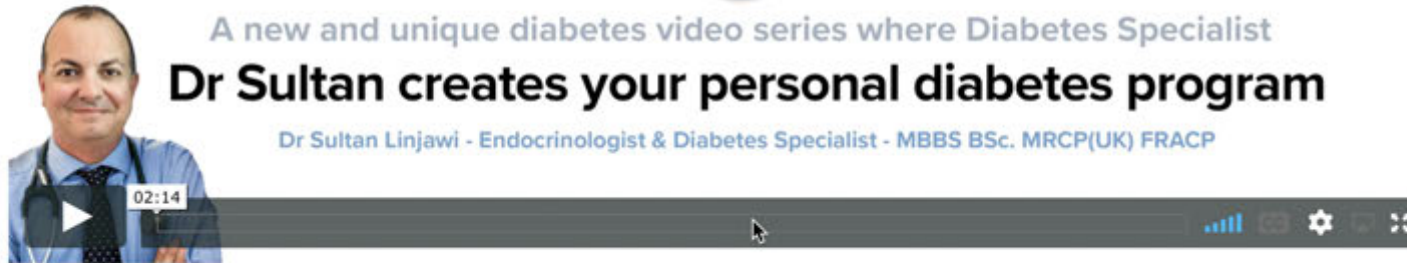 A new and unique diabetes video series where Diabetes Specialist
Dr Sultan creates your personal diabetes program
Dr Sultan Linjawi - Endocrinologist & Diabetes Specialist - MBBS BSc. MRCP(UK) FRACP
02:14